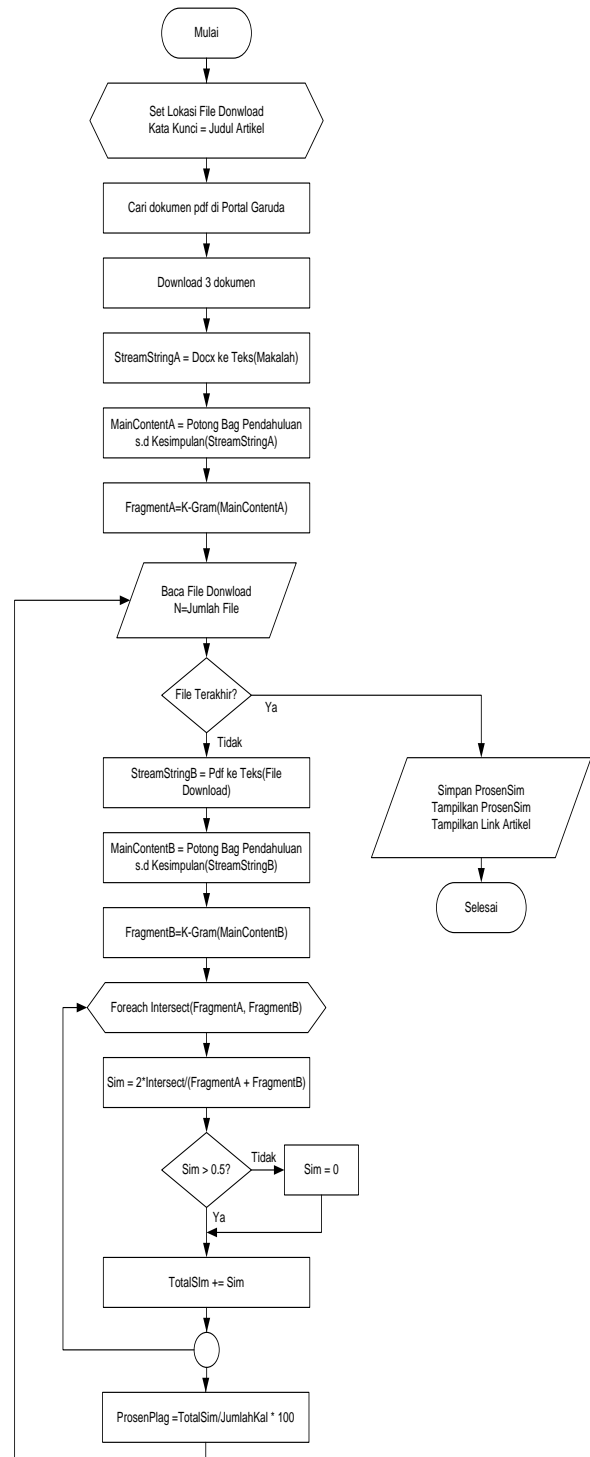 Mulai
Set Lokasi File Donwload
Kata Kunci = Judul Artikel
Cari dokumen pdf di Portal Garuda
Download 3 dokumen
StreamStringA = Docx ke Teks(Makalah)
MainContentA = Potong Bag Pendahuluan
s.d Kesimpulan(StreamStringA)
FragmentA=K-Gram(MainContentA)
Baca File Donwload
N=Jumlah File
File Terakhir?
Ya
Tidak
StreamStringB = Pdf ke Teks(File
Download)
MainContentB = Potong Bag Pendahuluan
s.d Kesimpulan(StreamStringB)
FragmentB=K-Gram(MainContentB)
Foreach Intersect(FragmentA, FragmentB)
Sim = 2*Intersect/(FragmentA + FragmentB)
Sim > 0.5?
Tidak
Sim = 0
Ya
TotalSIm += Sim
ProsenPlag =TotalSim/JumlahKal * 100
Simpan ProsenSim
Tampilkan ProsenSim
Tampilkan Link Artikel
Selesai